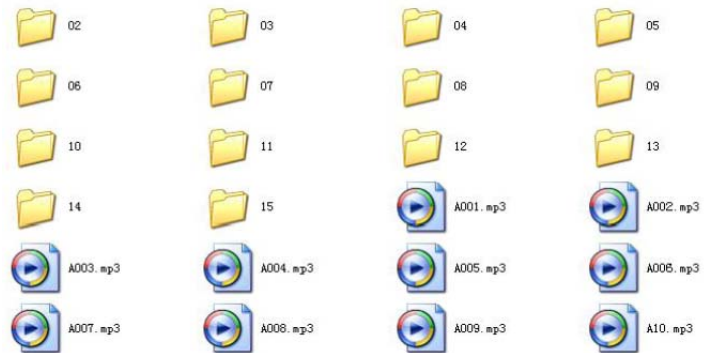 02 03 04 05
06 07 08 09
10 11 12 13
14 15 A001.mp3 A002.mp3
A003.mp3 A004.mp3 A005.mp3 A006.mp3
A007.mp3 A008.mp3 A009.mp3 A10.mp3